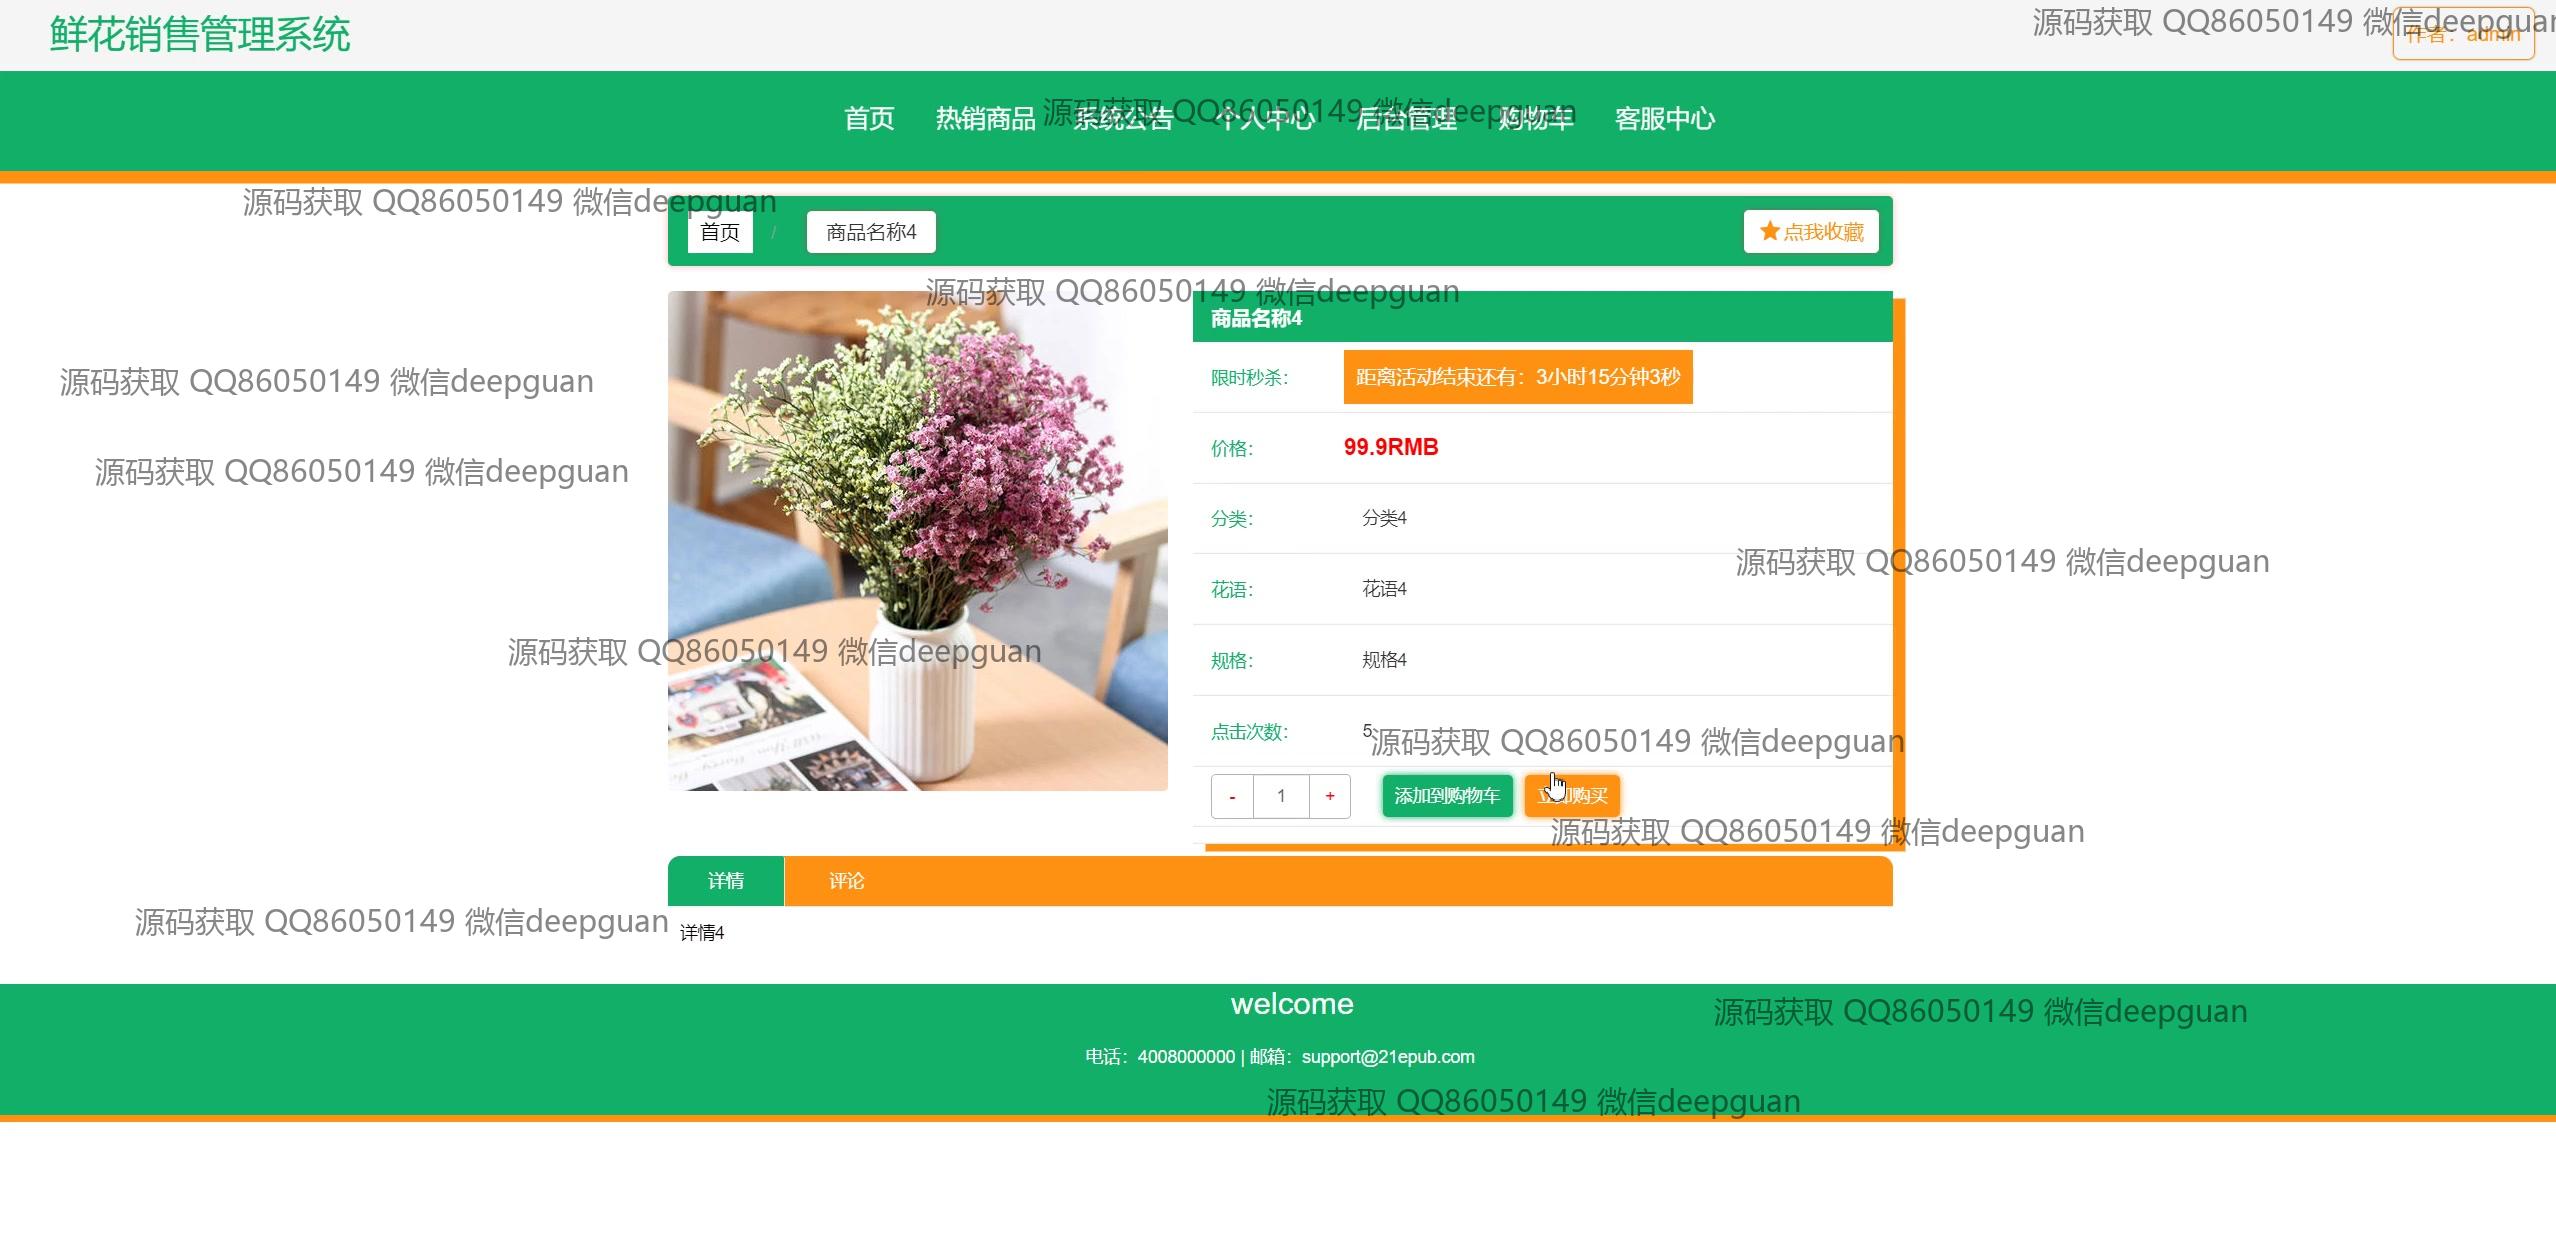 鲜花销售管理系统
源码获取 QQ86050149 微信deepguan
作者：admin
首页 热销商品 系统公告 个人中心 后台管理 购物车 客服中心
源码获取 QQ86050149 微信deepguan
源码获取 QQ86050149 微信deepguan
首页 / 商品名称4 点我收藏
源码获取 QQ86050149 微信deepguan
商品名称4
限时秒杀： 距离活动结束还有：3小时15分钟3秒
源码获取 QQ86050149 微信deepguan
价格： 99.9RMB
源码获取 QQ86050149 微信deepguan
分类： 分类4
源码获取 QQ86050149 微信deepguan
花语： 花语4
源码获取 QQ86050149 微信deepguan
规格： 规格4
点击次数： 5
源码获取 QQ86050149 微信deepguan
- 1 + 添加到购物车 立即购买
源码获取 QQ86050149 微信deepguan
详情 评论
源码获取 QQ86050149 微信deepguan
详情4
welcome
源码获取 QQ86050149 微信deepguan
电话：4008000000 | 邮箱：support@21epub.com
源码获取 QQ86050149 微信deepguan